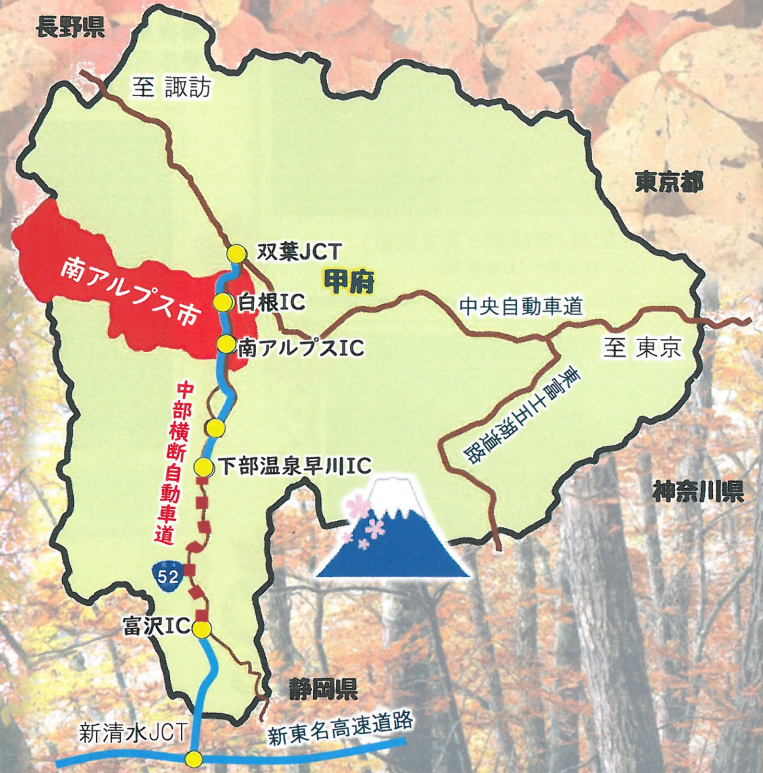 長野県
至 諏訪
東京都
双葉JCT
南アルプス市
甲府
白根IC
中央自動車道
南アルプスIC
至 東京
東富士五湖道路
中部横断自動車道
下部温泉早川IC
神奈川県
52
富沢IC
静岡県
新清水JCT
新東名高速道路